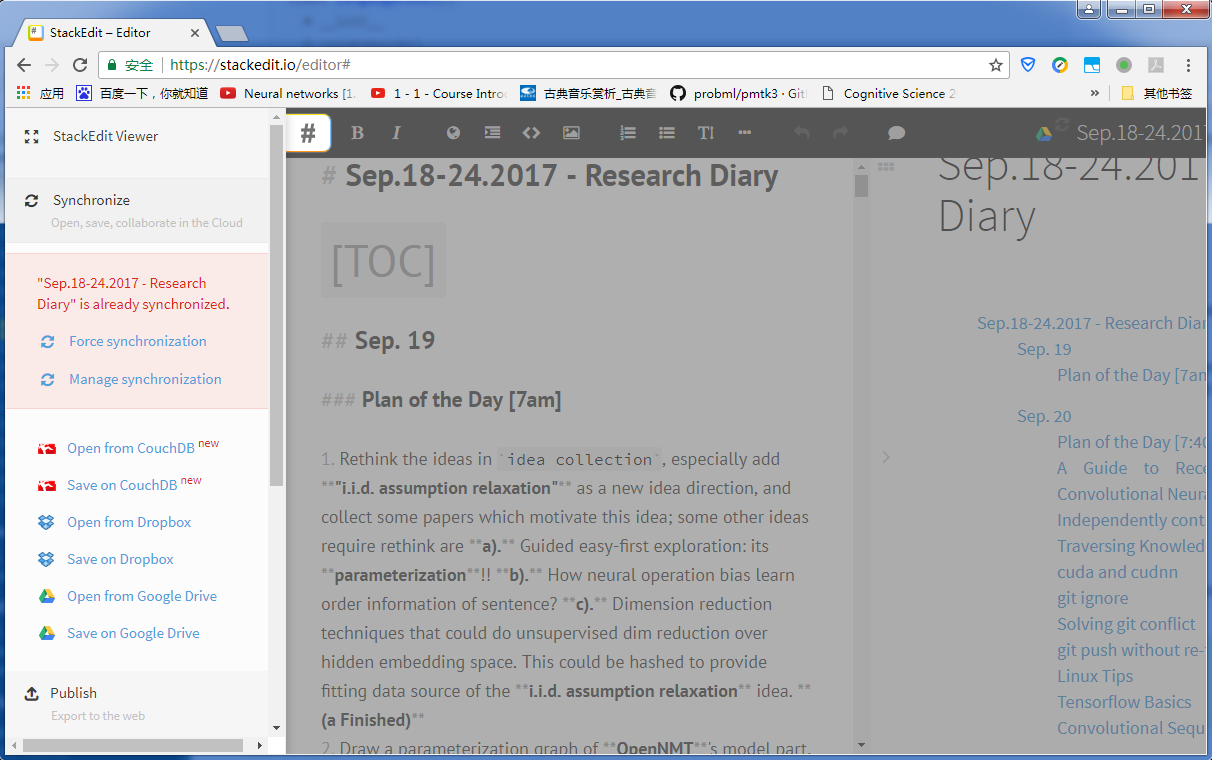 StackEdit – Editor
安全
https://stackedit.io/editor#
应用
百度一下，你就知道
Neural networks [1.
1 - 1 - Course Intro
古典音乐赏析_古典音
probml/pmtk3 · Git
Cognitive Science 2
»
其他书签
StackEdit Viewer
Synchronize
Open, save, collaborate in the Cloud
"Sep.18-24.2017 - Research
Diary" is already synchronized.
Force synchronization
Manage synchronization
Open from CouchDB new
Save on CouchDB new
Open from Dropbox
Save on Dropbox
Open from Google Drive
Save on Google Drive
Publish
Export to the web
#
B I
T!
Sep.18-24.201
# Sep.18-24.2017 - Research Diary
[TOC]
## Sep. 19
### Plan of the Day [7am]
1. Rethink the ideas in `idea collection`, especially add
**"i.i.d. assumption relaxation"** as a new idea direction, and
collect some papers which motivate this idea; some other ideas
require rethink are **a).** Guided easy-first exploration: its
**parameterization**!! **b).** How neural operation bias learn
order information of sentence? **c).** Dimension reduction
techniques that could do unsupervised dim reduction over
hidden embedding space. This could be hashed to provide
fitting data source of the **i.i.d. assumption relaxation** idea. **
(a Finished)**
2. Draw a parameterization graph of **OpenNMT**'s model part,
Sep.18-24.201
Diary
Sep.18-24.2017 - Research Diar
Sep. 19
Plan of the Day [7am
Sep. 20
Plan of the Day [7:40
A Guide to Rece
Convolutional Neura
Independently cont
Traversing Knowled
cuda and cudnn
git ignore
Solving git conflict
git push without re-
Linux Tips
Tensorflow Basics
Convolutional Sequ